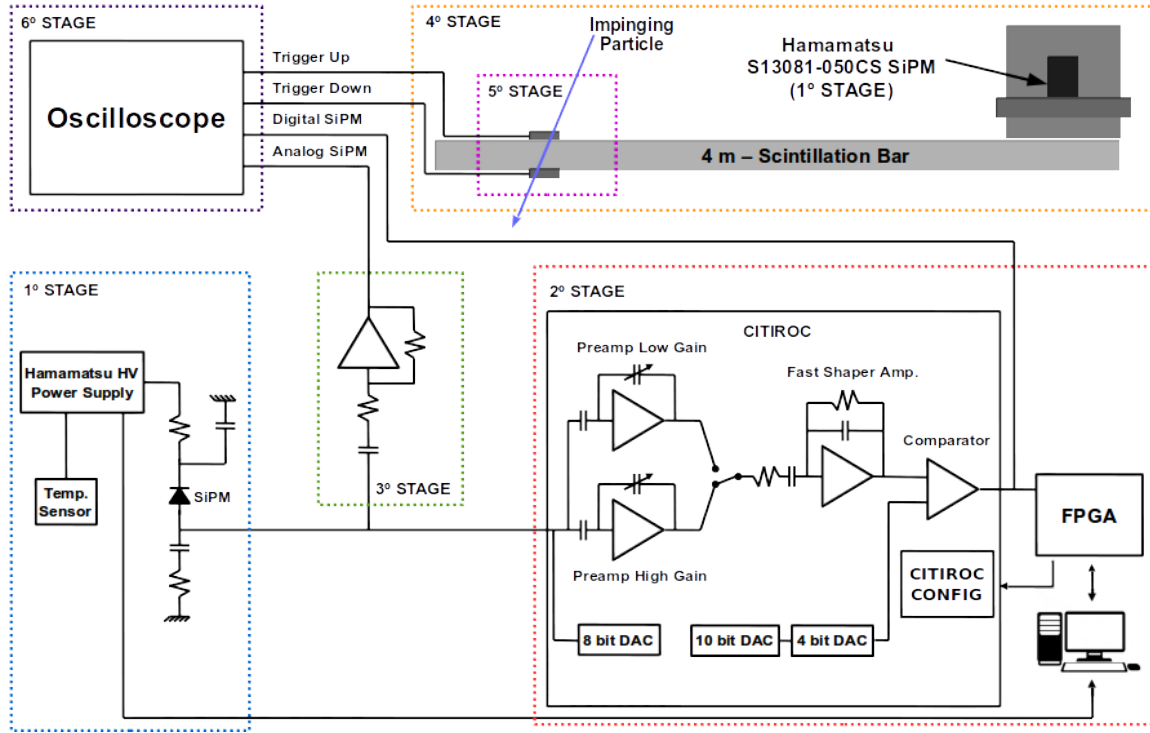 6º STAGE
Oscilloscope
Trigger Up
Trigger Down
Digital SiPM
Analog SiPM
4º STAGE
Impinging
Particle
5º STAGE
Hamamatsu
S13081-050CS SiPM
(1º STAGE)
4 m – Scintillation Bar
1º STAGE
Hamamatsu HV
Power Supply
Temp.
Sensor
SiPM
3º STAGE
2º STAGE
CITIROC
Preamp Low Gain
Fast Shaper Amp.
Comparator
Preamp High Gain
FPGA
CITIROC
CONFIG
8 bit DAC
10 bit DAC
4 bit DAC